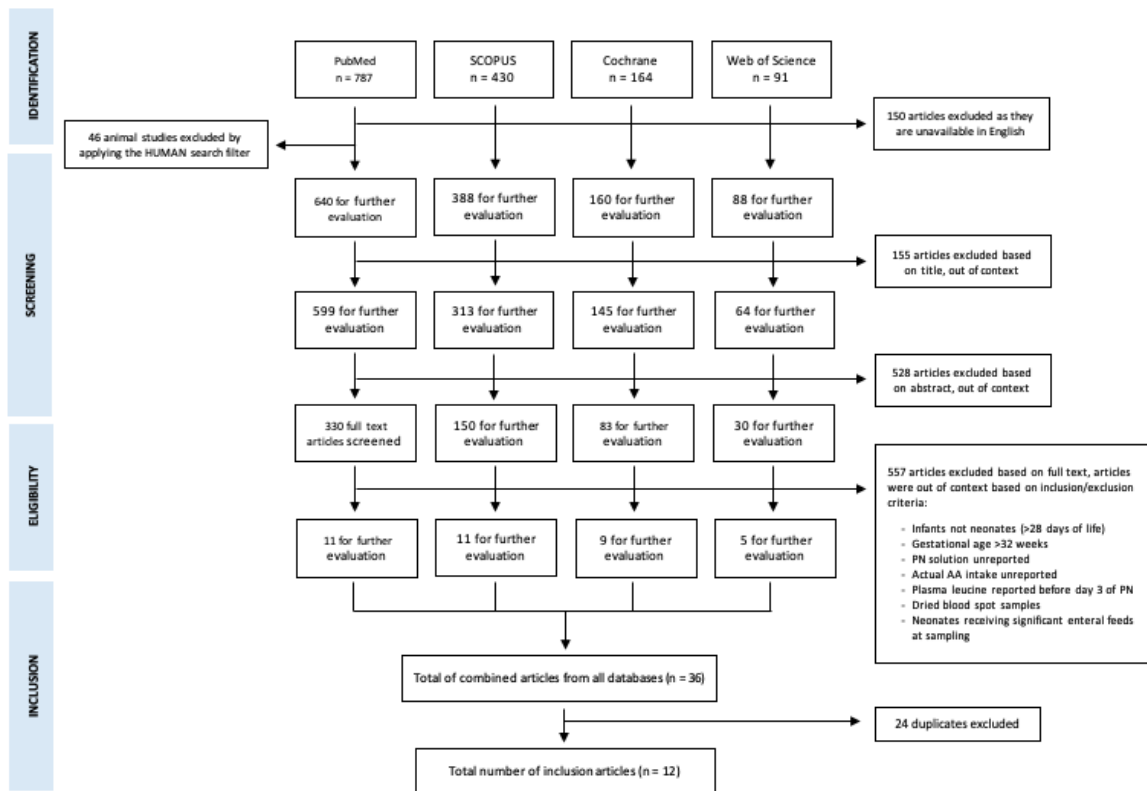 IDENTIFICATION
PubMed
n = 787
SCOPUS
n = 430
Cochrane
n = 164
Web of Science
n = 91
150 articles excluded as they
are unavailable in English
46 animal studies excluded by
applying the HUMAN search filter
SCREENING
640 for further
evaluation
388 for further
evaluation
160 for further
evaluation
88 for further
evaluation
155 articles excluded based
on title, out of context
599 for further
evaluation
313 for further
evaluation
145 for further
evaluation
64 for further
evaluation
528 articles excluded based
on abstract, out of context
330 full text
articles screened
150 for further
evaluation
83 for further
evaluation
30 for further
evaluation
ELIGIBILITY
557 articles excluded based on full text, articles
were out of context based on inclusion/exclusion
criteria:
- Infants not neonates (>28 days of life)
- Gestational age >32 weeks
- PN solution unreported
- Actual AA intake unreported
- Plasma leucine reported before day 3 of PN
- Dried blood spot samples
- Neonates receiving significant enteral feeds
at sampling
11 for further
evaluation
11 for further
evaluation
9 for further
evaluation
5 for further
evaluation
INCLUSION
Total of combined articles from all databases (n = 36)
24 duplicates excluded
Total number of inclusion articles (n = 12)